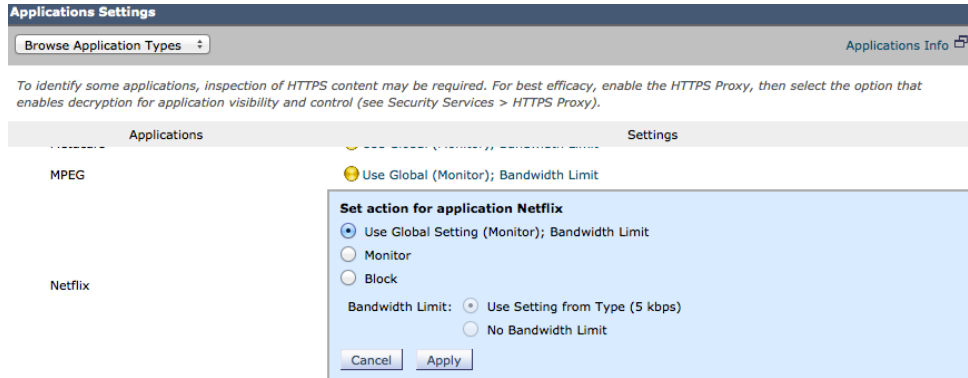 Applications Settings
Browse Application Types
Applications Info
To identify some applications, inspection of HTTPS content may be required. For best efficacy, enable the HTTPS Proxy, then select the option that
enables decryption for application visibility and control (see Security Services > HTTPS Proxy).
Applications Settings
MPEG Use Global (Monitor); Bandwidth Limit
Set action for application Netflix
Use Global Setting (Monitor); Bandwidth Limit
Monitor
Block
Netflix
Bandwidth Limit: Use Setting from Type (5 kbps)
No Bandwidth Limit
Cancel Apply